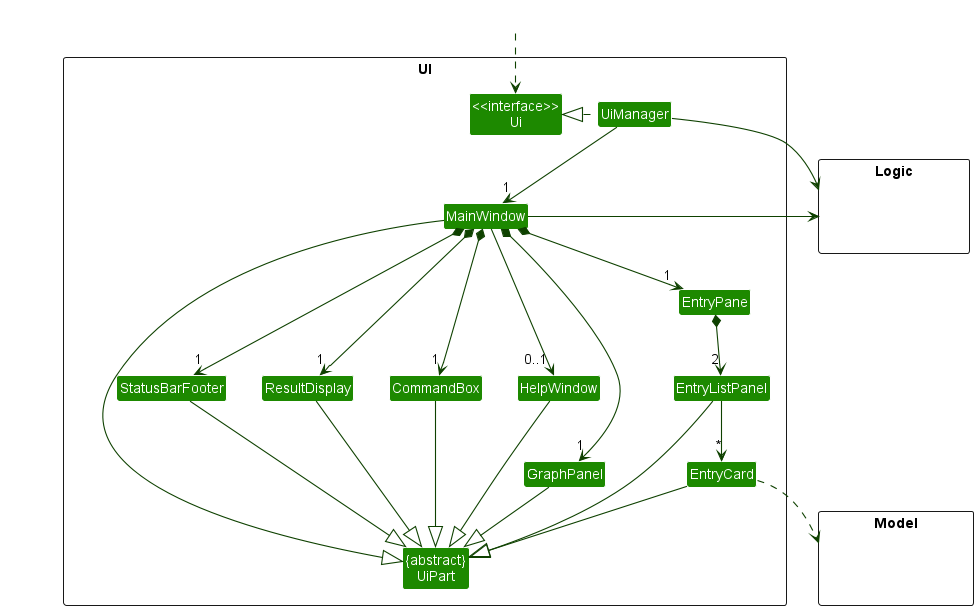 UI
<<interface>>
Ui
UiManager
Logic
1
MainWindow
1
EntryPane
1
1
1
0..1
2
StatusBarFooter
ResultDisplay
CommandBox
HelpWindow
EntryListPanel
1
*
GraphPanel
EntryCard
Model
{abstract}
UiPart